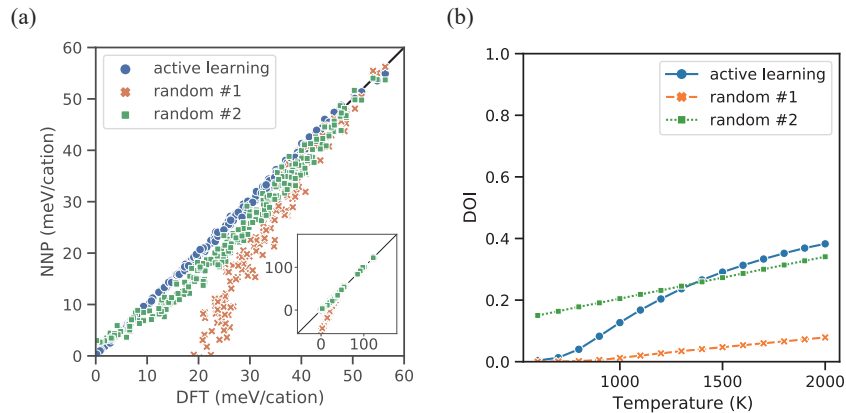 (a)
60
50
40
30
20
10
0
NNP (meV/cation)
active learning
random #1
random #2
100
0
0 100
0 10 20 30 40 50 60
DFT (meV/cation)
(b)
1.0
0.8
0.6
0.4
0.2
0.0
DOI
active learning
random #1
random #2
1000 1500 2000
Temperature (K)